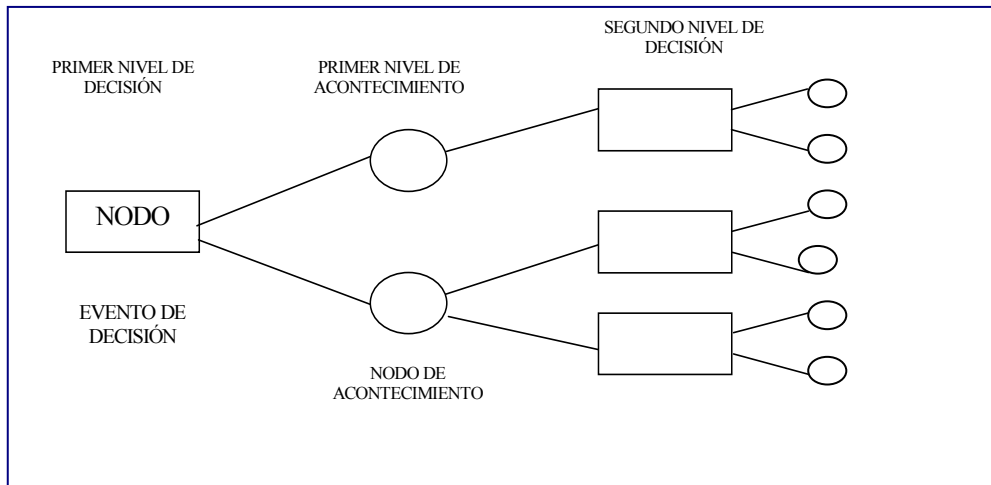 SEGUNDO NIVEL DE
DECISIÓN
PRIMER NIVEL DE
DECISIÓN
PRIMER NIVEL DE
ACONTECIMIENTO
NODO
EVENTO DE
DECISIÓN
NODO DE
ACONTECIMIENTO